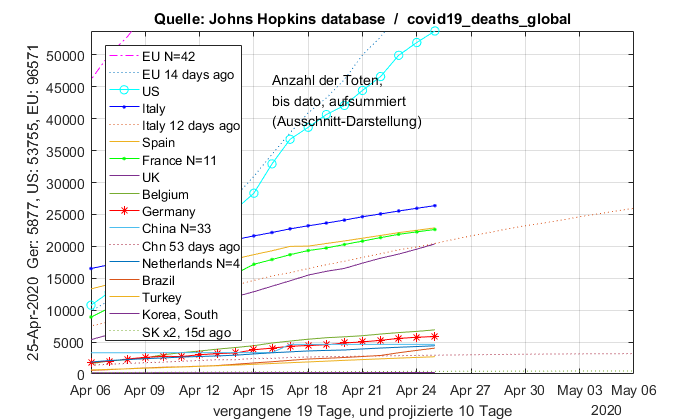 Quelle: Johns Hopkins database / covid19_deaths_global
25-Apr-2020 Ger: 5877, US: 53755, EU: 96571
50000
45000
40000
35000
30000
25000
20000
15000
10000
5000
0
EU N=42
EU 14 days ago
US
Italy
Italy 12 days ago
Spain
France N=11
UK
Belgium
Germany
China N=33
Chn 53 days ago
Netherlands N=4
Brazil
Turkey
Korea, South
SK x2, 15d ago
Anzahl der Toten,
bis dato, aufsummiert
(Ausschnitt-Darstellung)
Apr 06 Apr 09 Apr 12 Apr 15 Apr 18 Apr 21 Apr 24 Apr 27 Apr 30 May 03 May 06
2020
vergangene 19 Tage, und projizierte 10 Tage